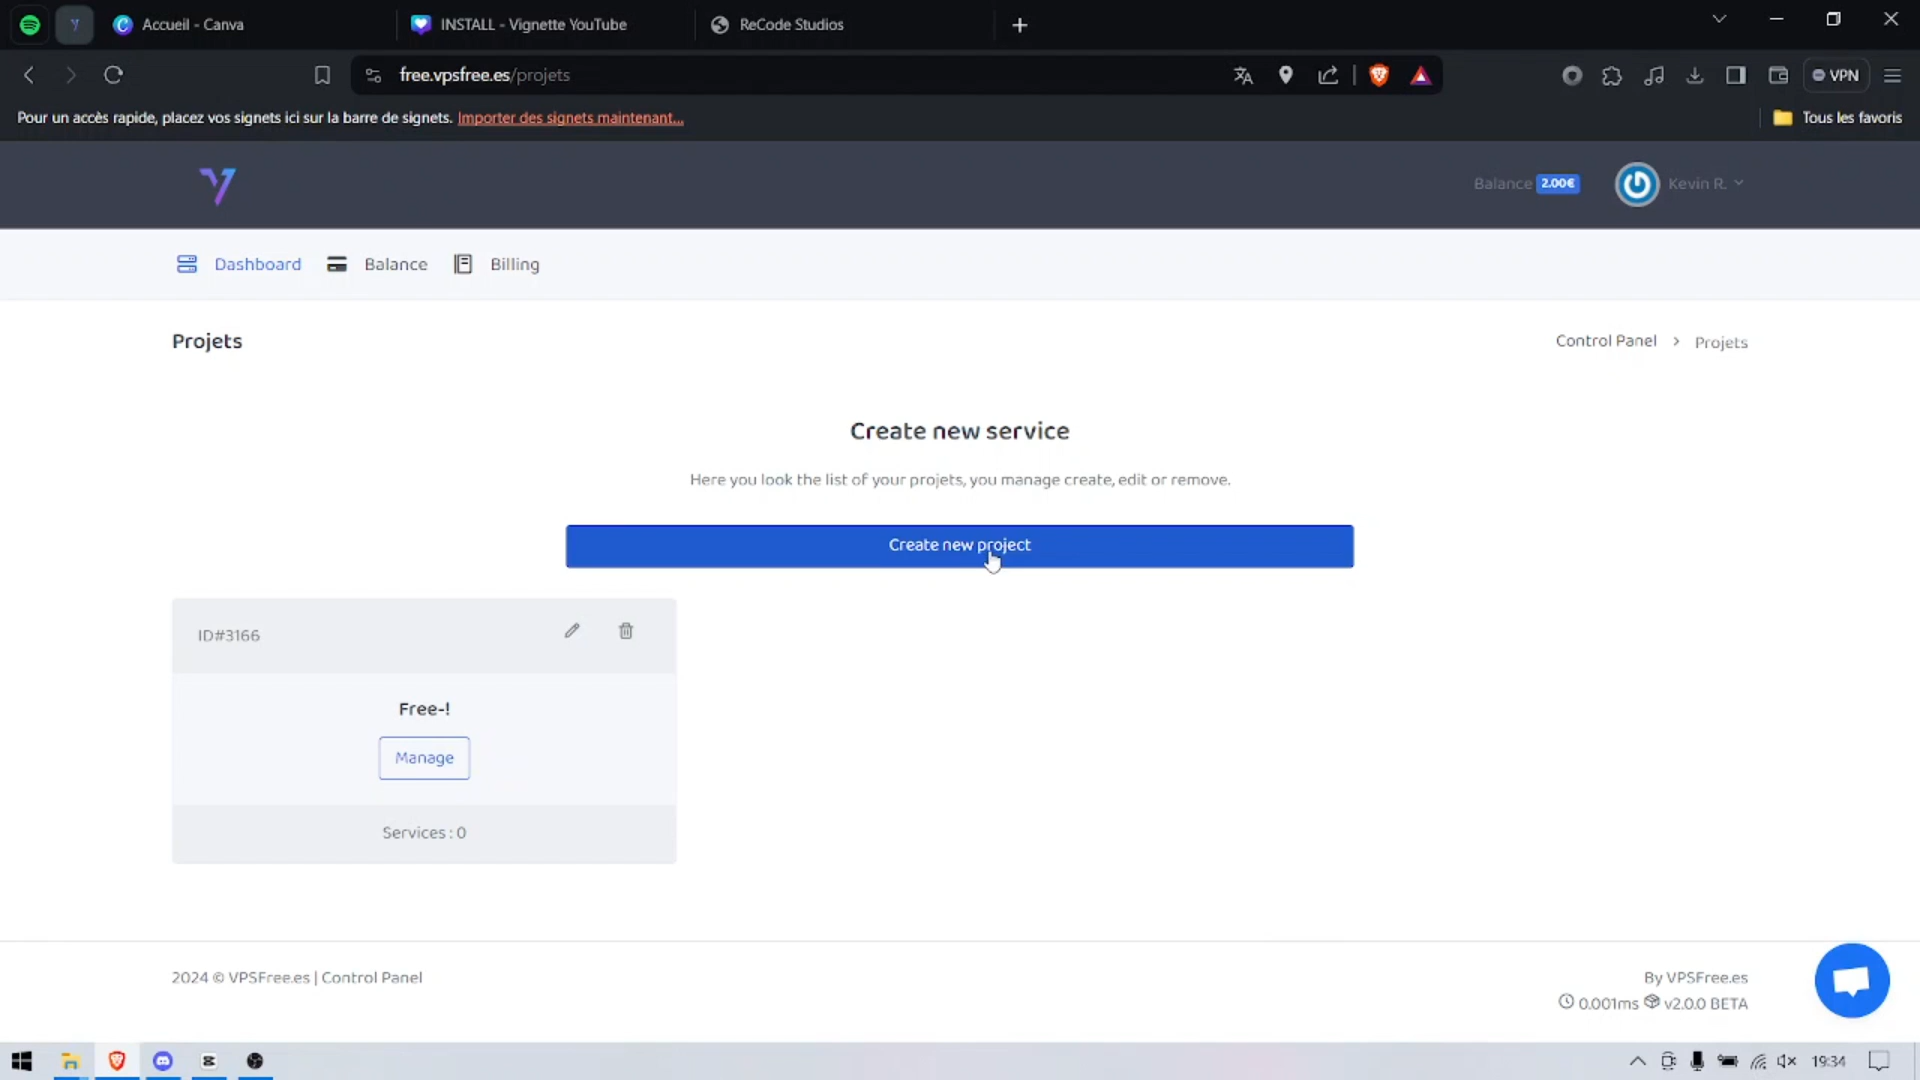 Accueil - Canva
INSTALL - Vignette YouTube
ReCode Studios
free.vpsfree.es/projets
VPN
Pour un accès rapide, placez vos signets ici sur la barre de signets. Importer des signets maintenant...
Tous les favoris
Balance 2.00€
Kevin R.
Dashboard
Balance
Billing
Projets
Control Panel > Projets
Create new service
Here you look the list of your projets, you manage create, edit or remove.
Create new project
ID#3166
Free-!
Manage
Services : 0
2024 © VPSFree.es | Control Panel
By VPSFree.es
0.001ms v2.0.0 BETA
19:34